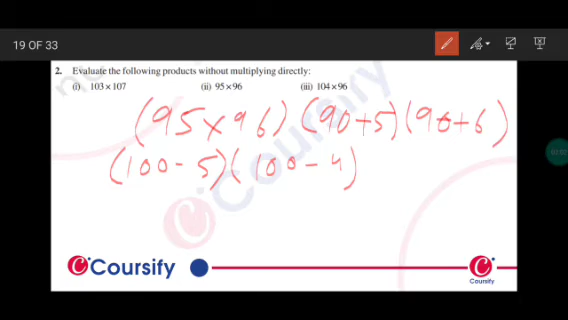 19 OF 33
2. Evaluate the following products without multiplying directly:
(i) 103 × 107 (ii) 95 × 96 (iii) 104 × 96
(95 × 96) (90 + 5) (90 + 6)
(100 - 5) (100 - 4)
Coursify
Coursify
Coursify